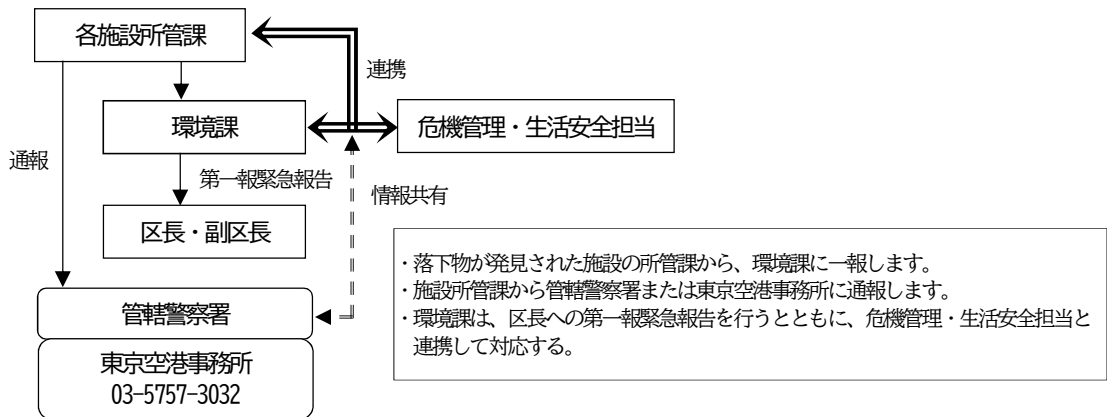 各施設所管課
連携
環境課
危機管理・生活安全担当
通報
第一報緊急報告
情報共有
区長・副区長
・落下物が発見された施設の所管課から、環境課に一報します。
・施設所管課から管轄警察署または東京空港事務所に通報します。
・環境課は、区長への第一報緊急報告を行うとともに、危機管理・生活安全担当と
連携して対応する。
管轄警察署
東京空港事務所
03-5757-3032